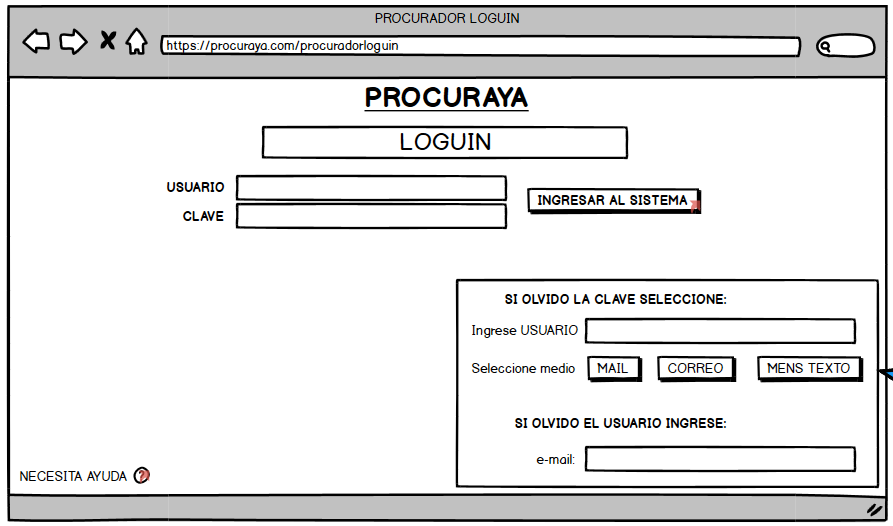 PROCURADOR LOGUIN
https://procuraya.com/procuradorloguin
PROCURAYA
LOGUIN
USUARIO
CLAVE
INGRESAR AL SISTEMA
SI OLVIDO LA CLAVE SELECCIONE:
Ingrese USUARIO
Seleccione medio MAIL CORREO MENS TEXTO
SI OLVIDO EL USUARIO INGRESE:
e-mail:
NECESITA AYUDA ?